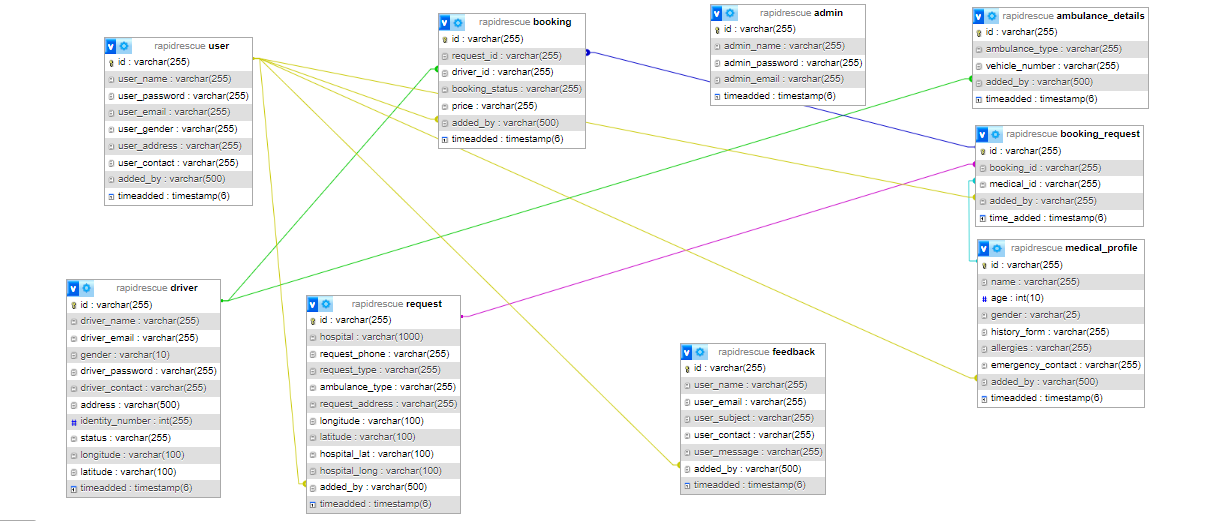 rapidrescue user
id : varchar(255)
user_name : varchar(255)
user_password : varchar(255)
user_email : varchar(255)
user_gender : varchar(255)
user_address : varchar(255)
user_contact : varchar(255)
added_by : varchar(500)
timeadded : timestamp(6)
rapidrescue booking
id : varchar(255)
request_id : varchar(255)
driver_id : varchar(255)
booking_status : varchar(255)
price : varchar(255)
added_by : varchar(500)
timeadded : timestamp(6)
rapidrescue admin
id : varchar(255)
admin_name : varchar(255)
admin_password : varchar(255)
admin_email : varchar(255)
timeadded : timestamp(6)
rapidrescue ambulance_details
id : varchar(255)
ambulance_type : varchar(255)
vehicle_number : varchar(255)
added_by : varchar(500)
timeadded : timestamp(6)
rapidrescue booking_request
id : varchar(255)
booking_id : varchar(255)
medical_id : varchar(255)
added_by : varchar(255)
time_added : timestamp(6)
rapidrescue medical_profile
id : varchar(255)
name : varchar(255)
# age : int(10)
gender : varchar(25)
history_form : varchar(255)
allergies : varchar(255)
emergency_contact : varchar(255)
added_by : varchar(500)
timeadded : timestamp(6)
rapidrescue driver
id : varchar(255)
driver_name : varchar(255)
driver_email : varchar(255)
gender : varchar(10)
driver_password : varchar(255)
driver_contact : varchar(255)
address : varchar(500)
# identity_number : int(255)
status : varchar(255)
longitude : varchar(100)
latitude : varchar(100)
timeadded : timestamp(6)
rapidrescue request
id : varchar(255)
hospital : varchar(1000)
request_phone : varchar(255)
request_type : varchar(255)
ambulance_type : varchar(255)
request_address : varchar(255)
longitude : varchar(100)
latitude : varchar(100)
hospital_lat : varchar(100)
hospital_long : varchar(100)
added_by : varchar(500)
timeadded : timestamp(6)
rapidrescue feedback
id : varchar(255)
user_name : varchar(255)
user_email : varchar(255)
user_subject : varchar(255)
user_contact : varchar(255)
user_message : varchar(255)
added_by : varchar(500)
timeadded : timestamp(6)